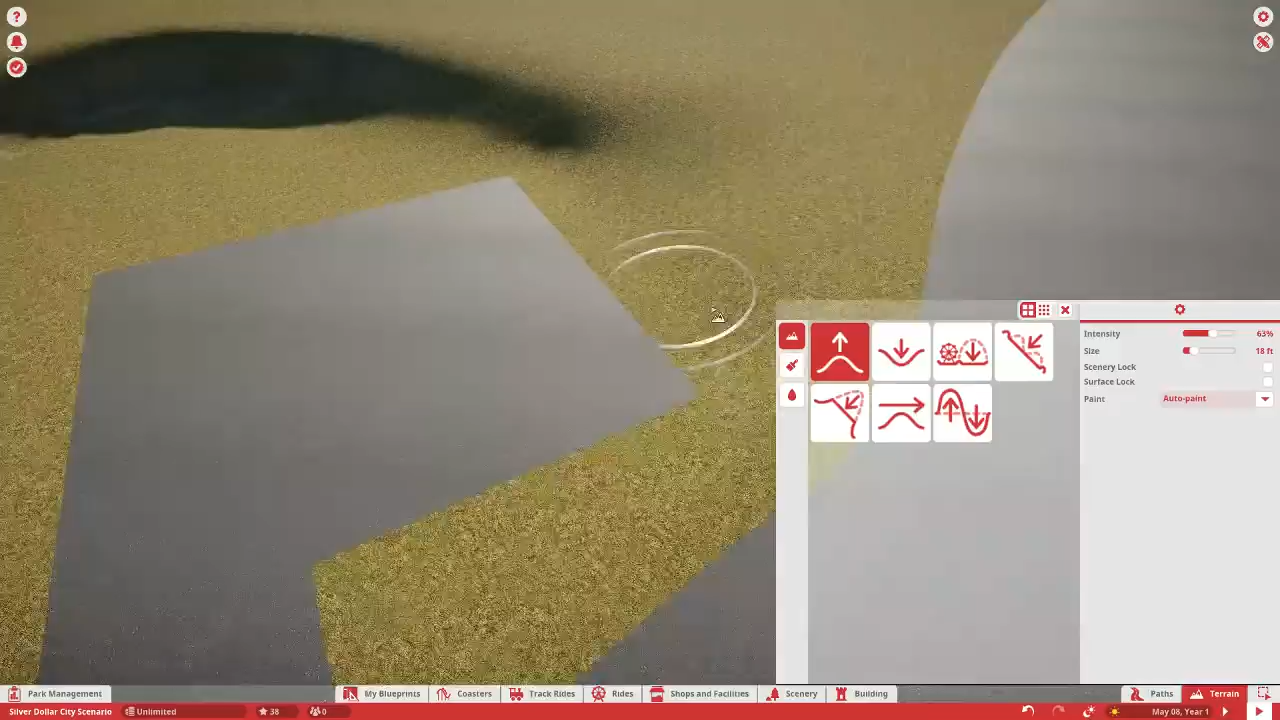 Intensity 63%
Size 18 ft
Scenery Lock
Surface Lock
Paint Auto-paint
Park Management My Blueprints Coasters Track Rides Rides Shops and Facilities Scenery Building Paths Terrain
Silver Dollar City Scenario Unlimited 38 0 May 08, Year 1